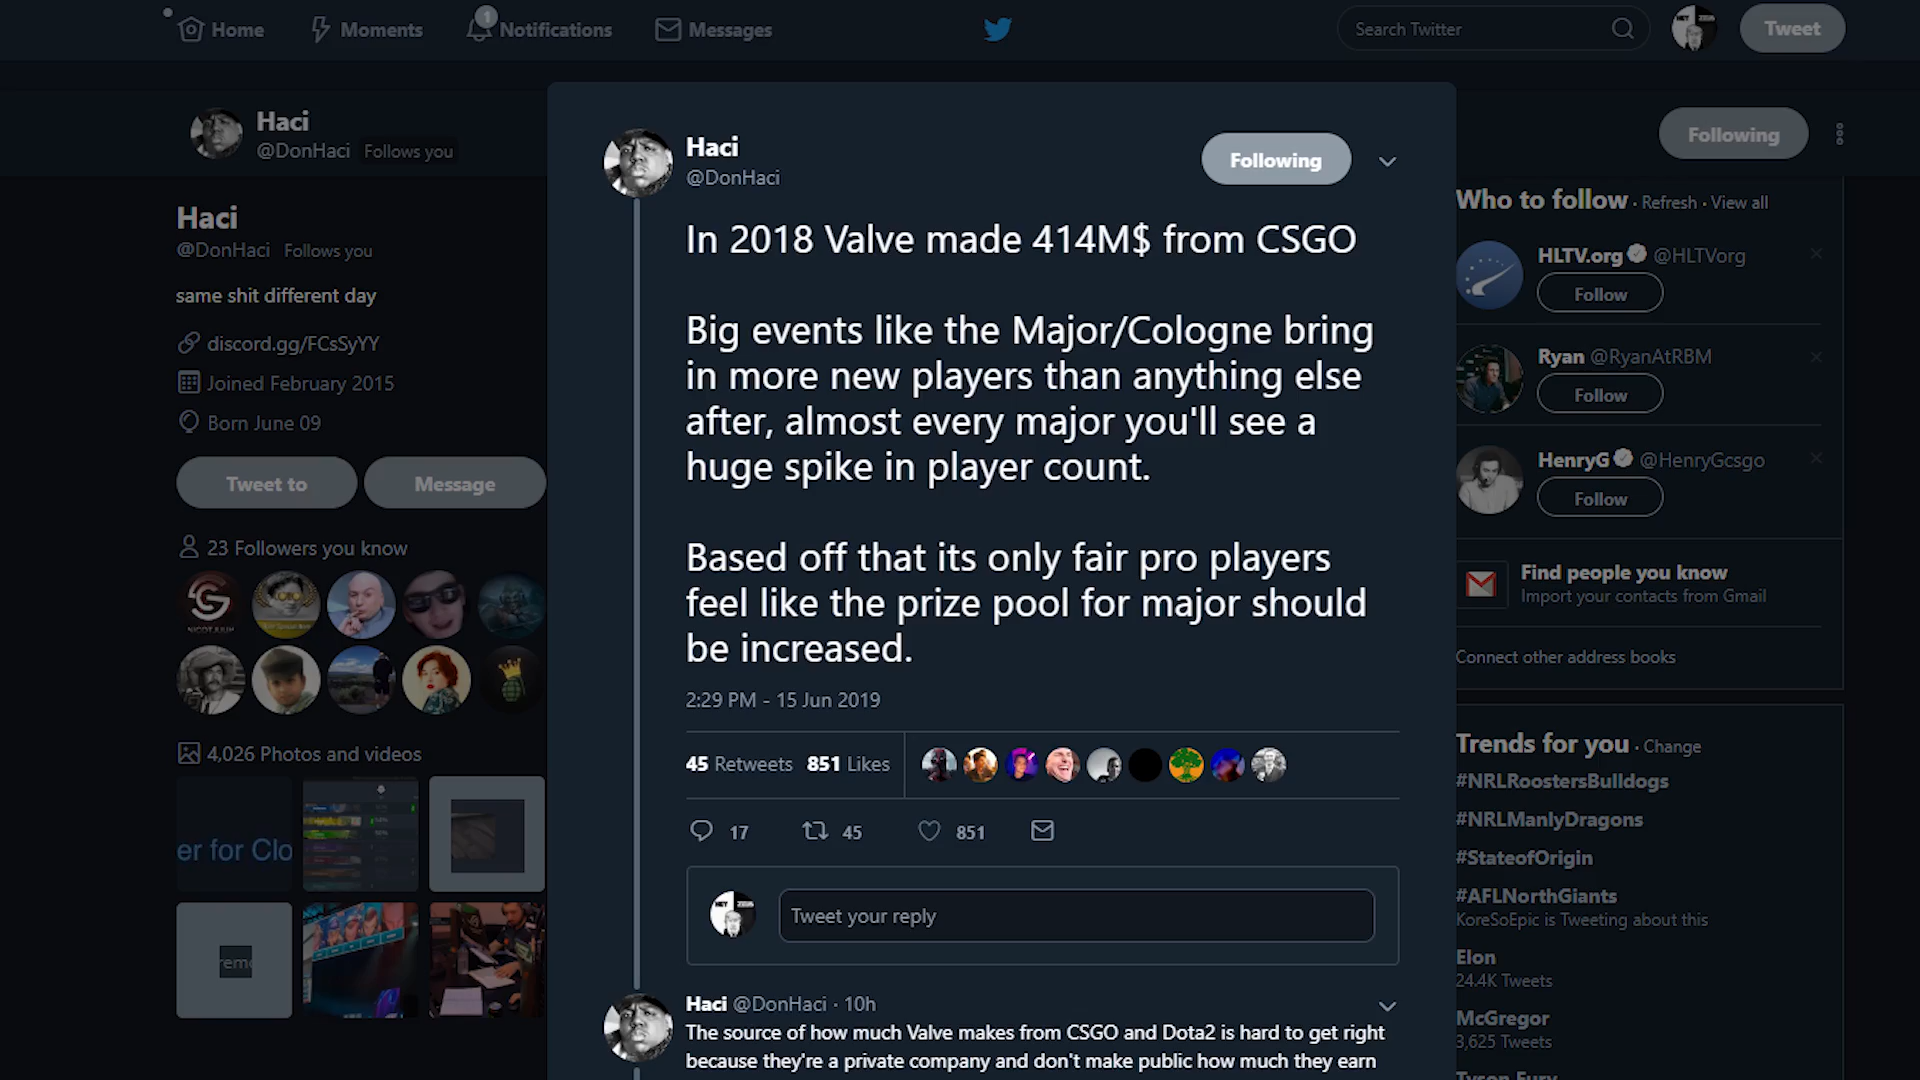 Home
Moments
1
Notifications
Messages
Search Twitter
Tweet
Haci
@DonHaci Follows you
Following
Haci
@DonHaci Follows you
same shit different day
discord.gg/FCsSyYY
Joined February 2015
Born June 09
Tweet to
Message
23 Followers you know
4,026 Photos and videos
er for Clo
Haci
@DonHaci
Following
In 2018 Valve made 414M$ from CSGO
Big events like the Major/Cologne bring
in more new players than anything else
after, almost every major you'll see a
huge spike in player count.
Based off that its only fair pro players
feel like the prize pool for major should
be increased.
2:29 PM - 15 Jun 2019
45 Retweets 851 Likes
17 45 851
Tweet your reply
Haci @DonHaci · 10h
The source of how much Valve makes from CSGO and Dota2 is hard to get right
because they're a private company and don't make public how much they earn
Who to follow · Refresh · View all
HLTV.org @HLTVorg
Follow
Ryan @RyanAtRBM
Follow
HenryG @HenryGcsgo
Follow
Find people you know
Import your contacts from Gmail
Connect other address books
Trends for you · Change
#NRLRoostersBulldogs
#NRLManlyDragons
#StateofOrigin
#AFLNorthGiants
KoreSoEpic is Tweeting about this
Elon
24.4K Tweets
McGregor
3,625 Tweets
Tyson Fury